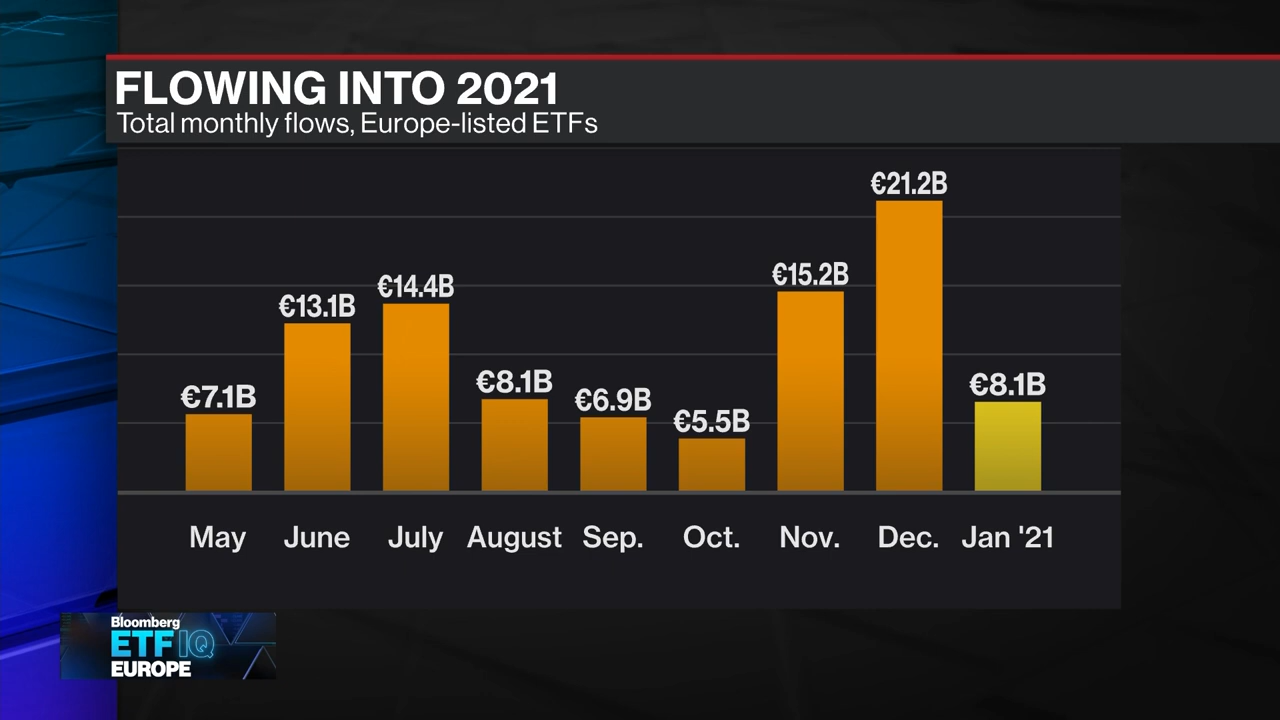 FLOWING INTO 2021
Total monthly flows, Europe-listed ETFs
€7.1B
€13.1B
€14.4B
€8.1B
€6.9B
€5.5B
€15.2B
€21.2B
€8.1B
May
June
July
August
Sep.
Oct.
Nov.
Dec.
Jan '21
Bloomberg
ETF IQ
EUROPE